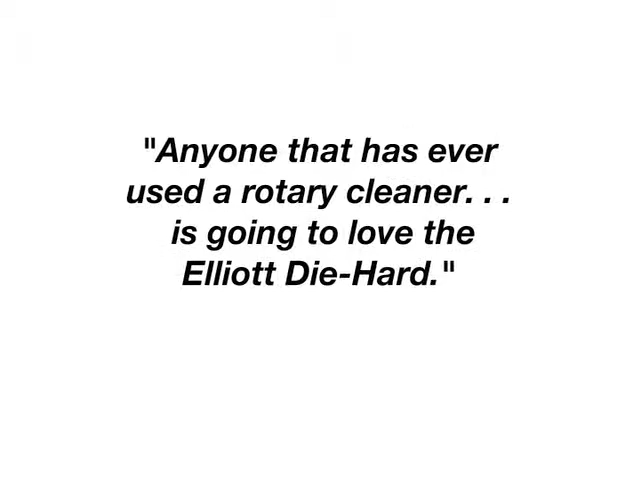 "Anyone that has ever
used a rotary cleaner. . .
is going to love the
Elliott Die-Hard."